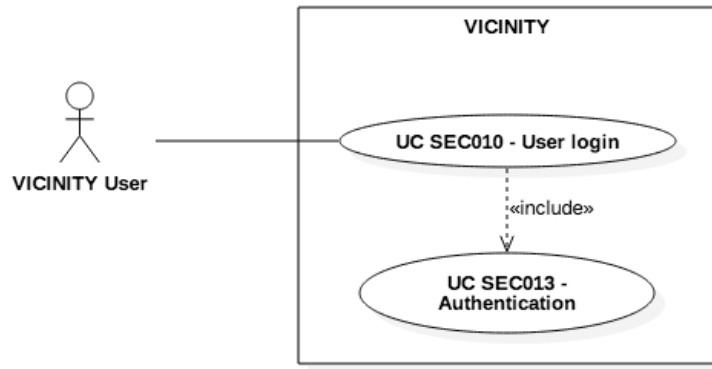 VICINITY
UC SEC010 - User login
VICINITY User
«include»
UC SEC013 -
Authentication